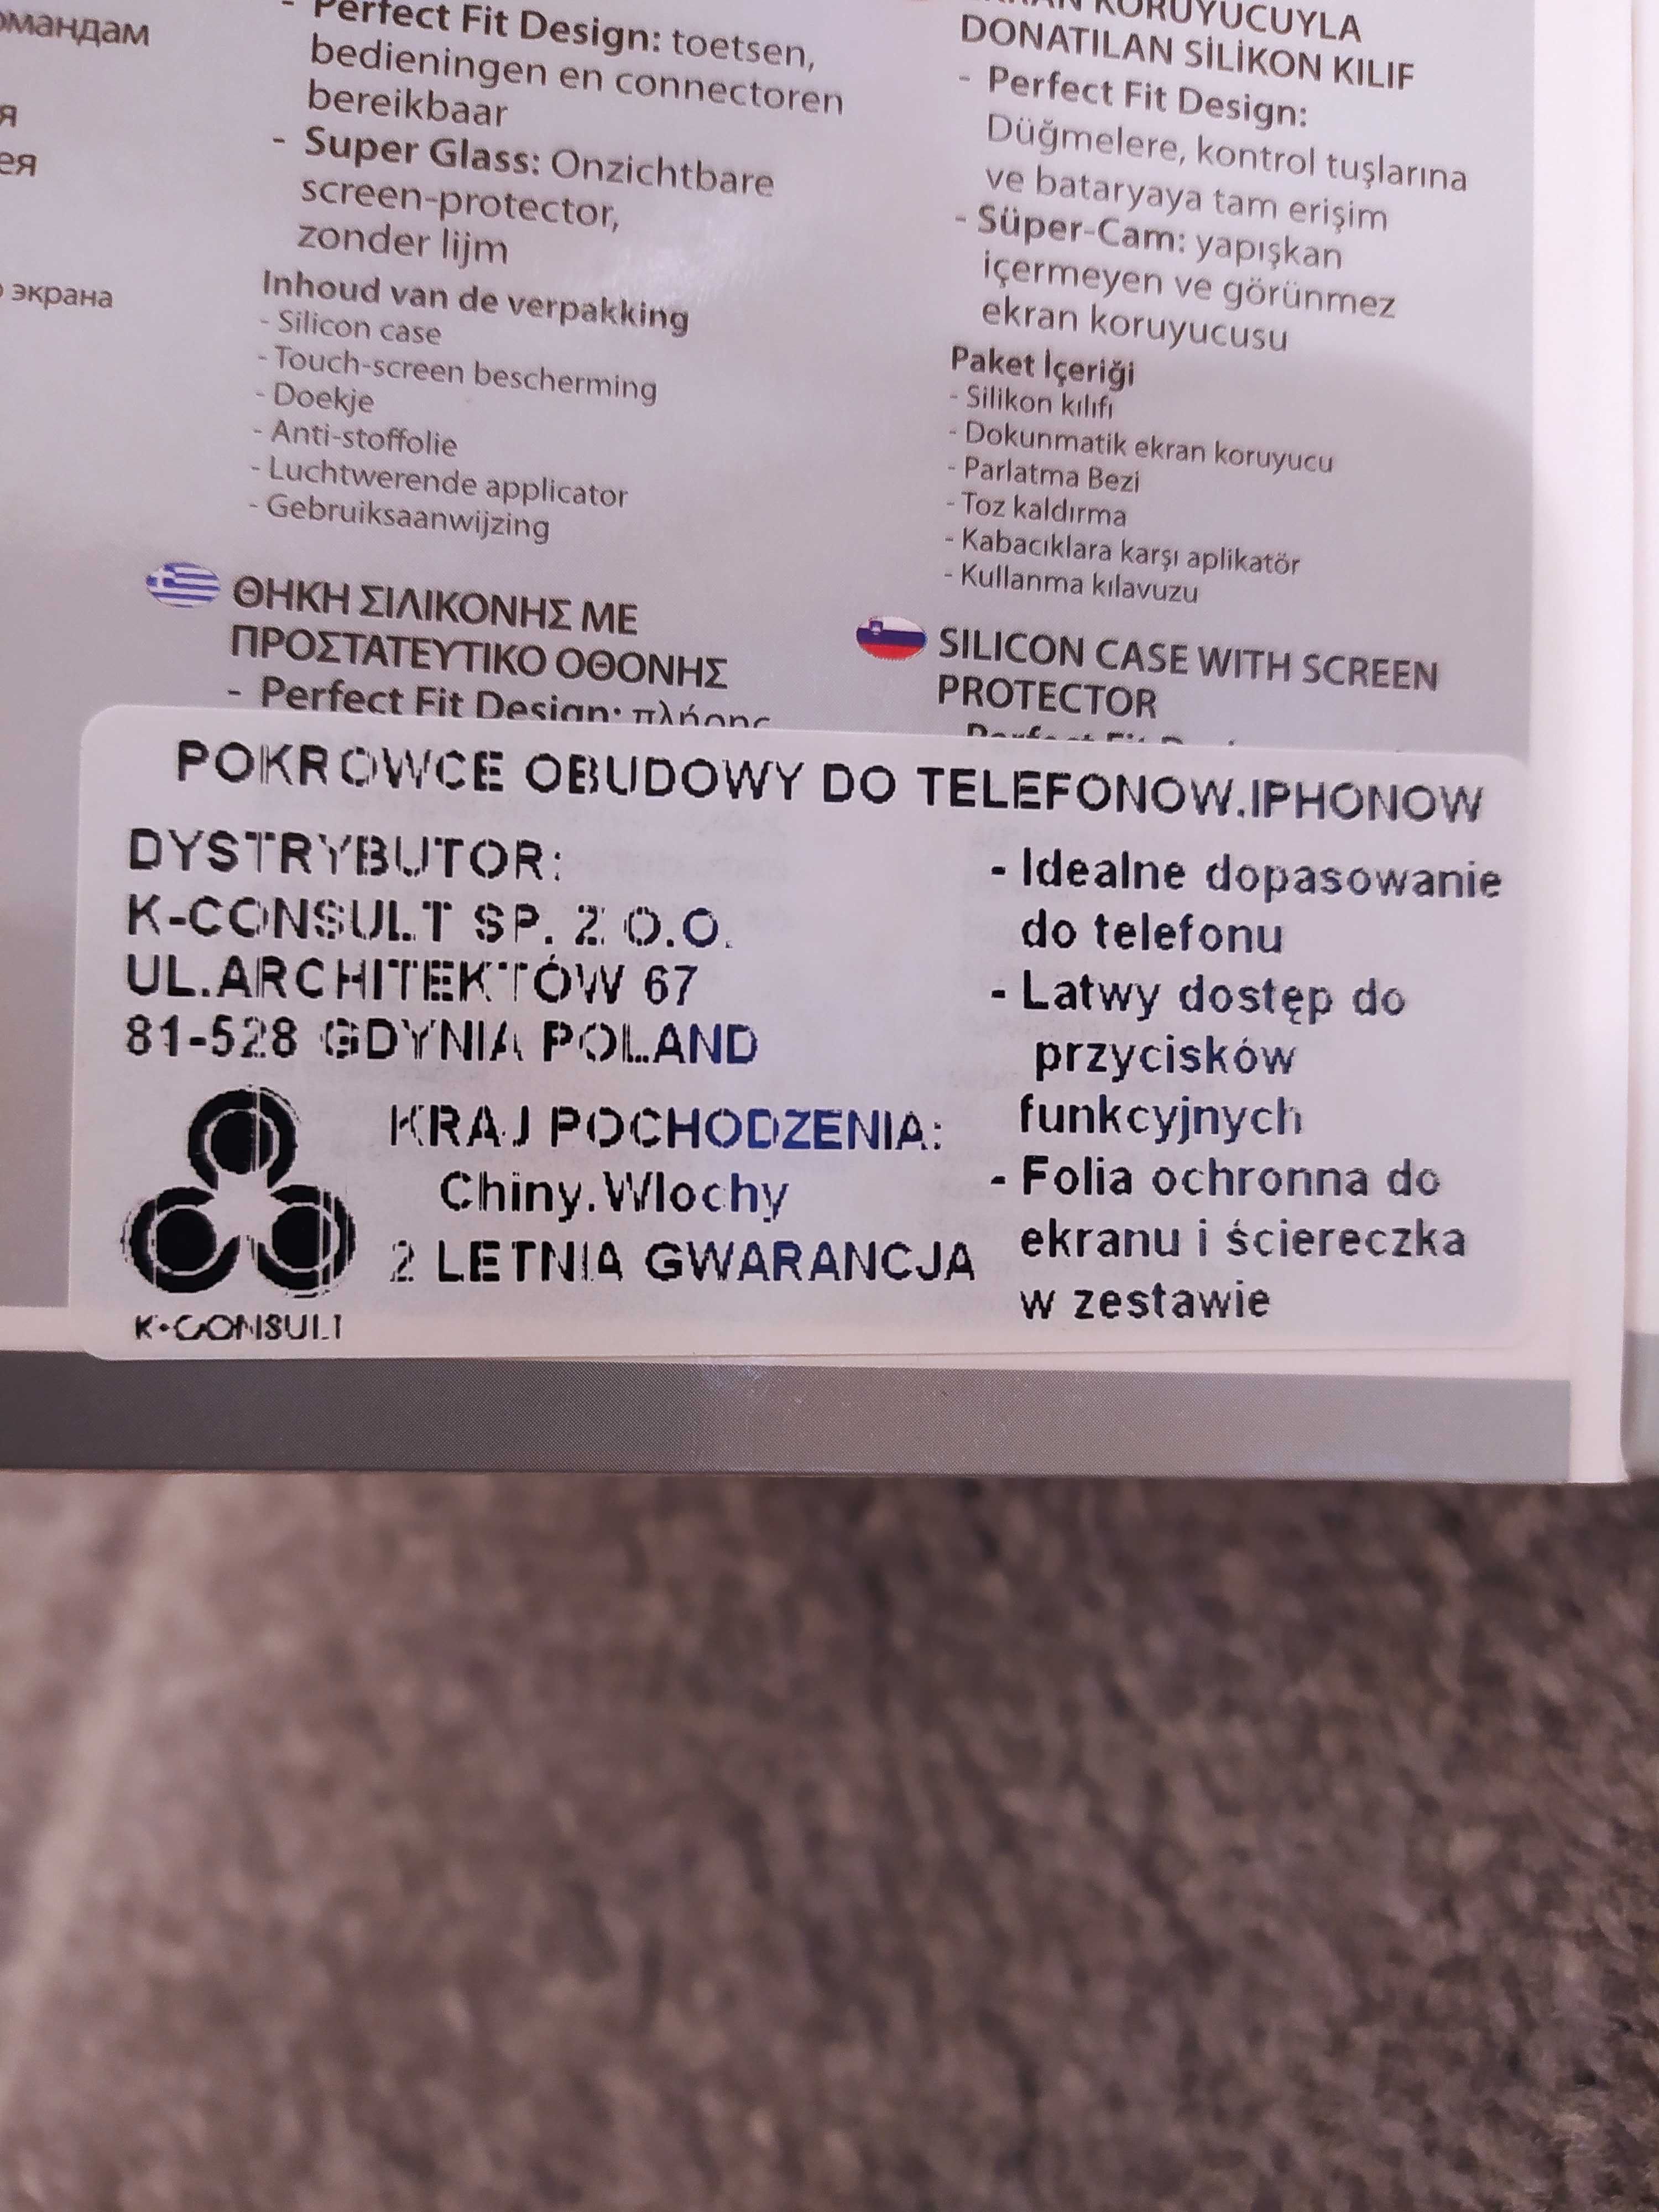 омандам
я
ея
экрана
- Perfect Fit Design: toetsen,
bedieningen en connectoren
bereikbaar
- Super Glass: Onzichtbare
screen-protector,
zonder lijm
Inhoud van de verpakking
- Silicon case
- Touch-screen bescherming
- Doekje
- Anti-stoffolie
- Luchtwerende applicator
- Gebruiksaanwijzing
ΘΗΚΗ ΣΙΛΙΚΟΝΗΣ ΜΕ
ΠΡΟΣΤΑΤΕΥΤΙΚΟ ΟΘΟΝΗΣ
- Perfect Fit Design: πλήρης
KORUYUCUYLA
DONATILAN SİLİKON KILIF
- Perfect Fit Design:
Düğmelere, kontrol tuşlarına
ve bataryaya tam erişim
- Süper-Cam: yapışkan
içermeyen ve görünmez
ekran koruyucusu
Paket İçeriği
- Silikon kılıfı
- Dokunmatik ekran koruyucu
- Parlatma Bezi
- Toz kaldırma
- Kabacıklara karşı aplikatör
- Kullanma kılavuzu
SILICON CASE WITH SCREEN
PROTECTOR
POKROWCE OBUDOWY DO TELEFONOW.IPHONOW
DYSTRYBUTOR:
K-CONSULT SP. Z O.O.
UL.ARCHITEKTÓW 67
81-528 GDYNIA POLAND
KRAJ POCHODZENIA:
Chiny.Wlochy
2 LETNIA GWARANCJA
K-CONSULT
- Idealne dopasowanie
do telefonu
- Latwy dostęp do
przycisków
funkcyjnych
- Folia ochronna do
ekranu i ściereczka
w zestawie